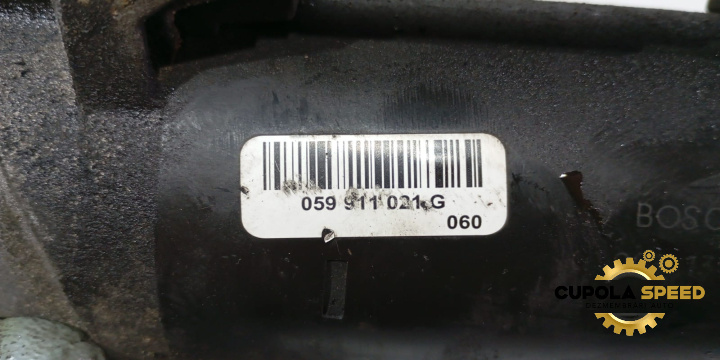 059 911 021 G
060
BOSC
CUPOLA SPEED